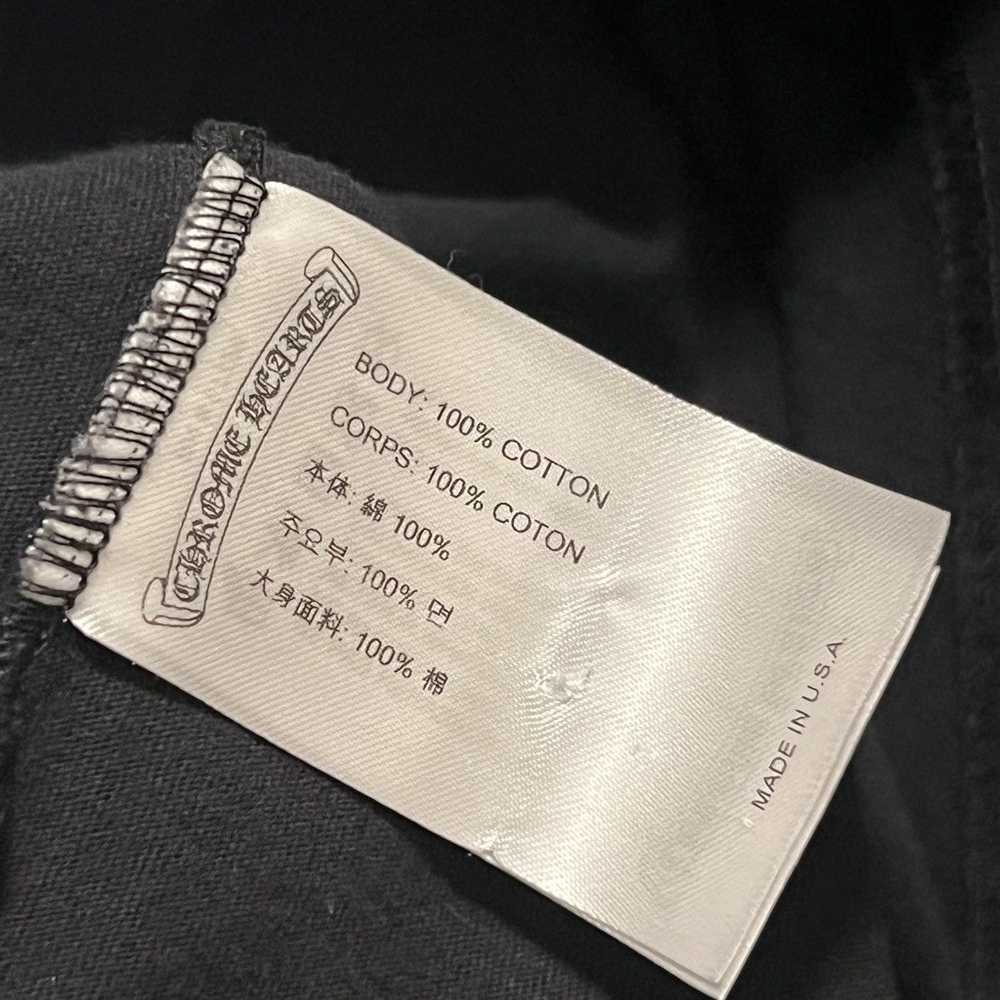 CHROME HEARTS
BODY: 100% COTTON
CORPS: 100% COTON
本体: 綿 100%
주요부: 100% 면
大身面料: 100% 棉
MADE IN U.S.A.